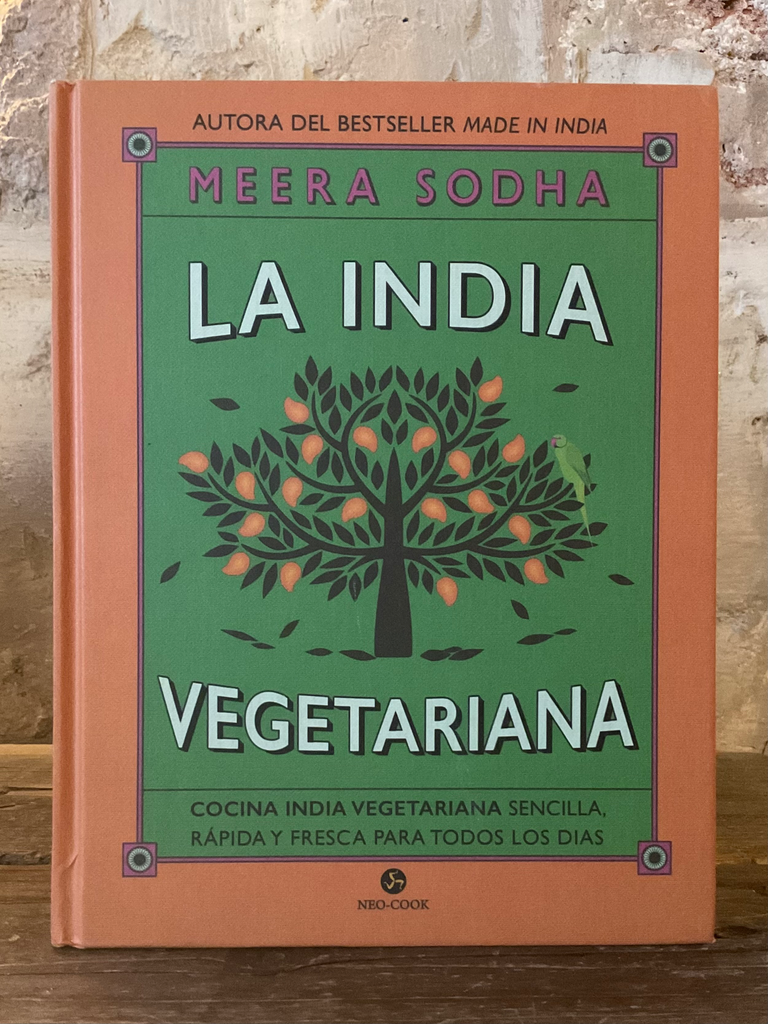 AUTORA DEL BESTSELLER MADE IN INDIA
MEERA SODHA
LA INDIA
VEGETARIANA
COCINA INDIA VEGETARIANA SENCILLA,
RÁPIDA Y FRESCA PARA TODOS LOS DIAS
NEO-COOK